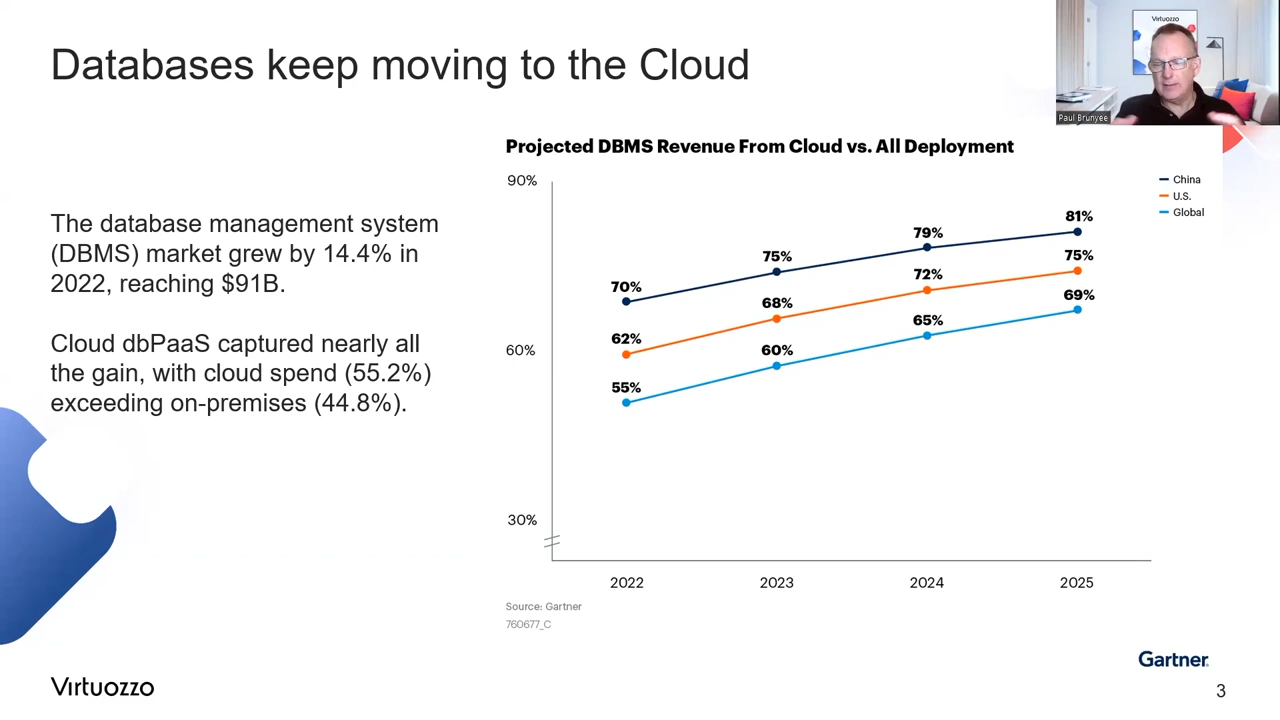 Databases keep moving to the Cloud
Virtuozzo
Paul Brunyee
The database management system
(DBMS) market grew by 14.4% in
2022, reaching $91B.
Cloud dbPaaS captured nearly all
the gain, with cloud spend (55.2%)
exceeding on-premises (44.8%).
Projected DBMS Revenue From Cloud vs. All Deployment
China
U.S.
Global
90%
60%
30%
70%
75%
79%
81%
62%
68%
72%
75%
55%
60%
65%
69%
2022
2023
2024
2025
Source: Gartner
760677_C
Gartner
Virtuozzo
3